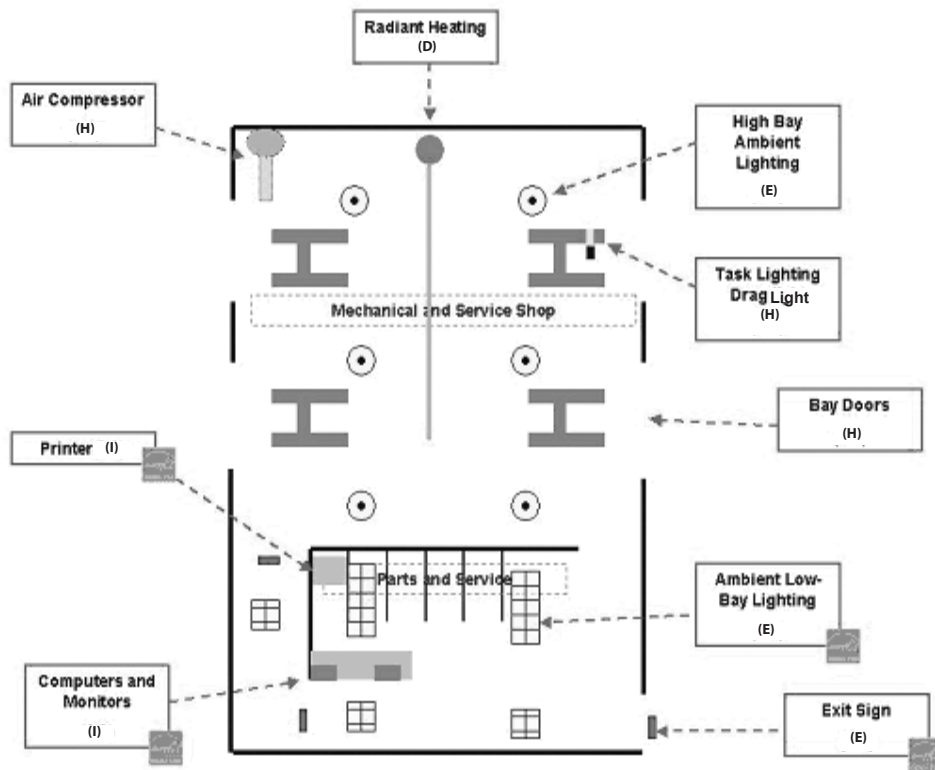 Radiant Heating
(D)
Air Compressor
(H)
High Bay
Ambient
Lighting
(E)
Task Lighting
Drag Light
(H)
Mechanical and Service Shop
Bay Doors
(H)
Printer (I)
Parts and Service
Ambient Low-
Bay Lighting
(E)
Computers and
Monitors
(I)
Exit Sign
(E)